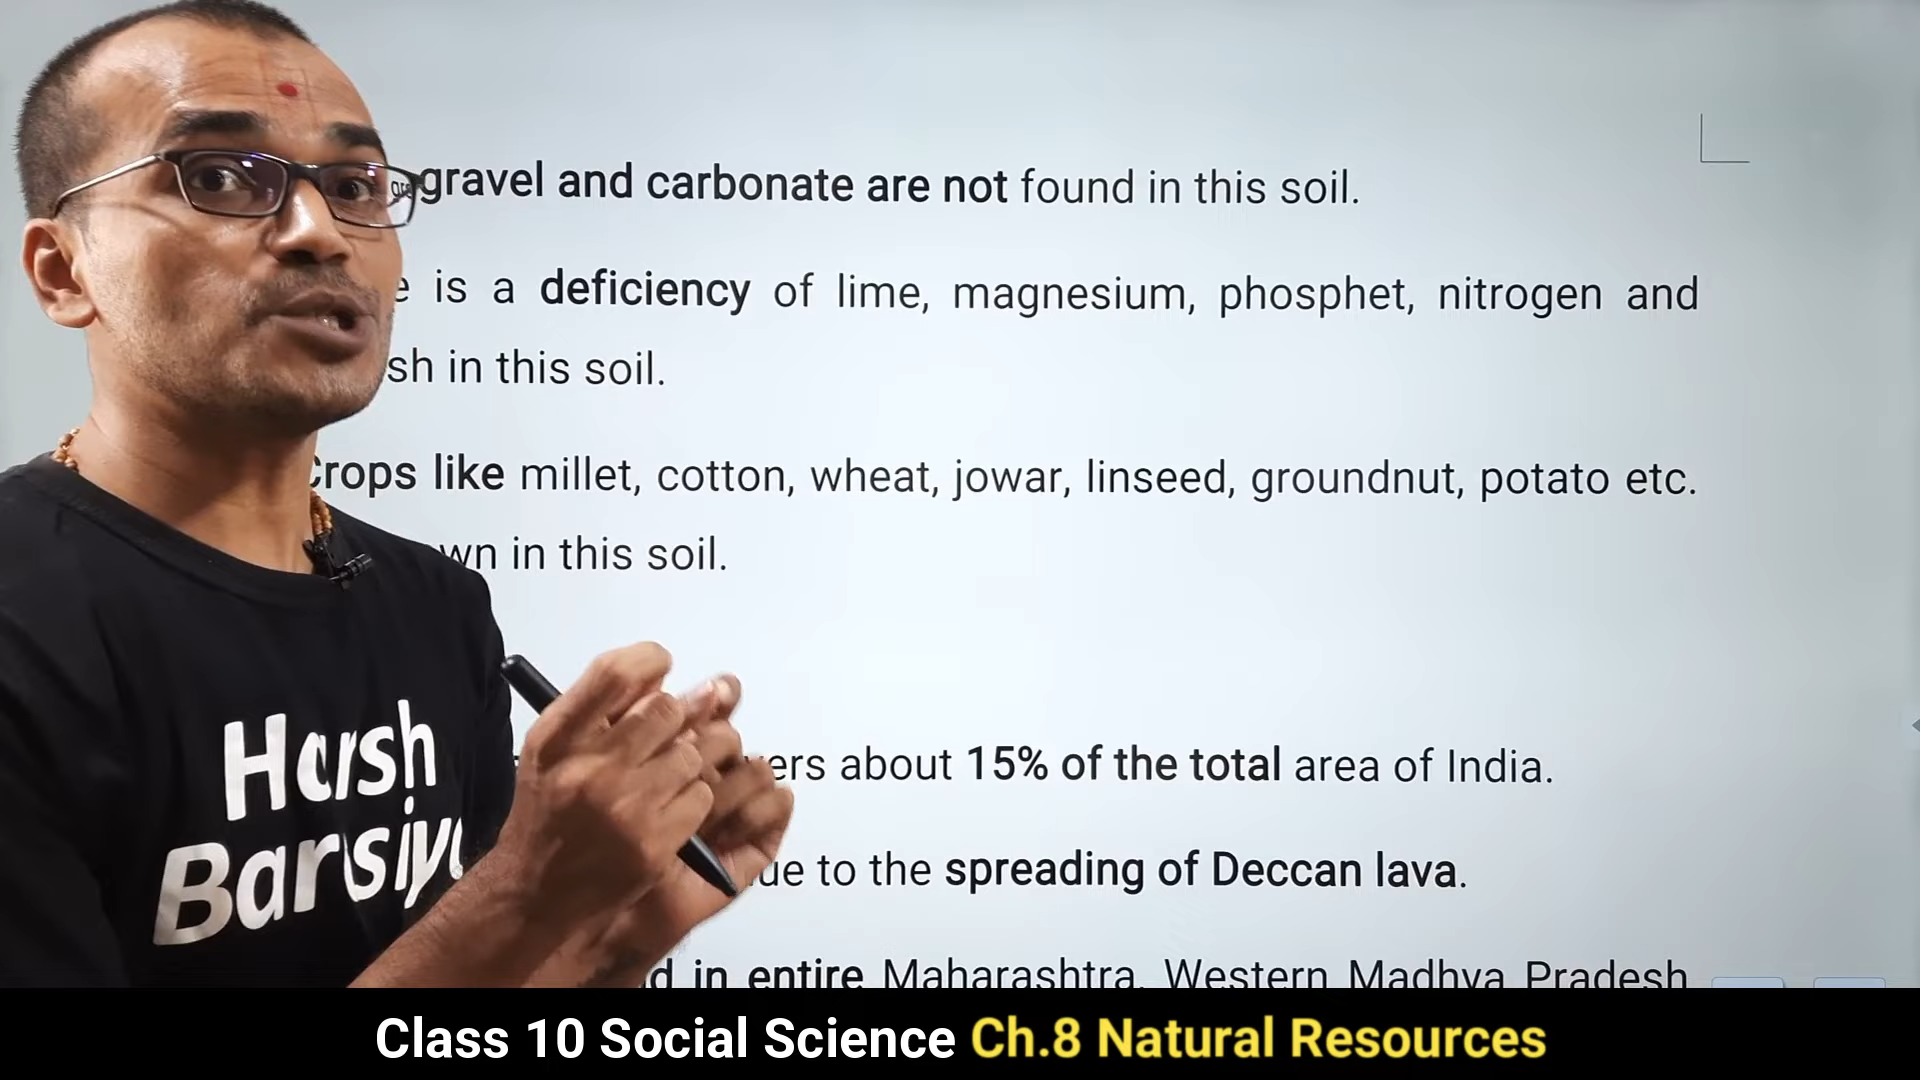 gravel and carbonate are not found in this soil.
is a deficiency of lime, magnesium, phosphet, nitrogen and
sh in this soil.
Crops like millet, cotton, wheat, jowar, linseed, groundnut, potato etc.
wn in this soil.
vers about 15% of the total area of India.
ue to the spreading of Deccan lava.
d in entire Maharashtra, Western Madhya Pradesh
Harsh
Barasiya
Class 10 Social Science Ch.8 Natural Resources